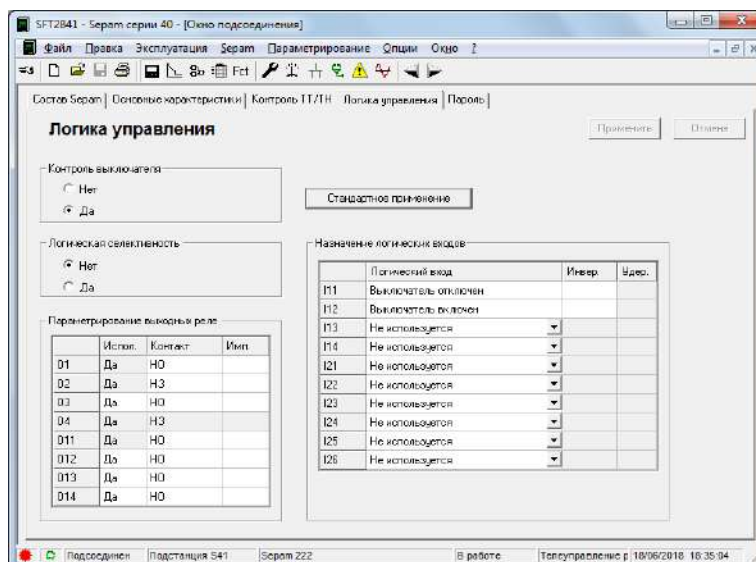 SFT2841 - Sepam серии 40 - [Окно подсоединения]
Файл Правка Эксплуатация Sepam Параметрирование Опции Окно ?
Fct
Состав Sepam Основные характеристики Контроль ТТ/ТН Логика управления Пароль
Логика управления
Применить Отмена
Контроль выключателя
Нет
Да
Стандартное применение
Логическая селективность
Нет
Да
Параметрирование выходных реле
Испол. Контакт Имп.
O1 Да НО
O2 Да НЗ
O3 Да НО
O4 Да НЗ
O11 Да НО
O12 Да НО
O13 Да НО
O14 Да НО
Назначение логических входов
Логический вход Инвер. Удер.
I11 Выключатель отключен
I12 Выключатель включен
I13 Не используется
I14 Не используется
I21 Не используется
I22 Не используется
I23 Не используется
I24 Не используется
I25 Не используется
I26 Не используется
Подсоединен Подстанция S41 Sepam 222 В работе Телеуправление р 18/06/2018 18:35:04